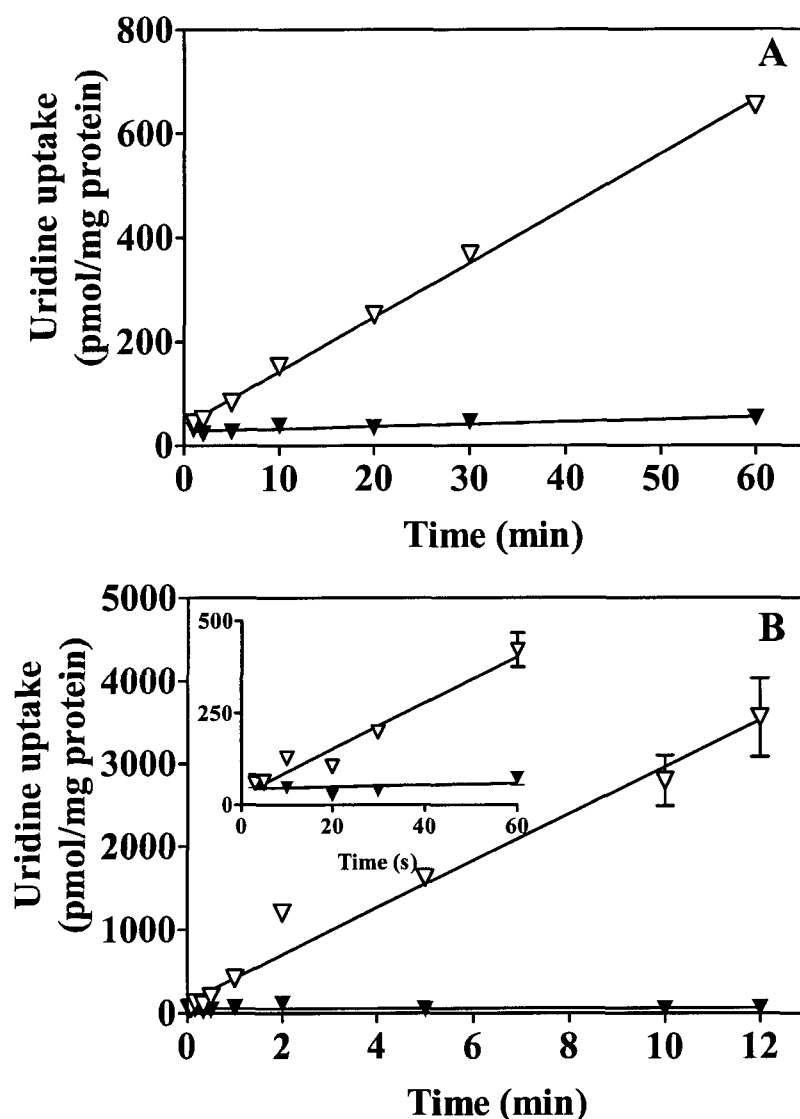 A
Uridine uptake
(pmol/mg protein)
800
600
400
200
0
0 10 20 30 40 50 60
Time (min)
B
Uridine uptake
(pmol/mg protein)
5000
4000
3000
2000
1000
0
500
250
0
0 20 40 60
Time (s)
0 2 4 6 8 10 12
Time (min)